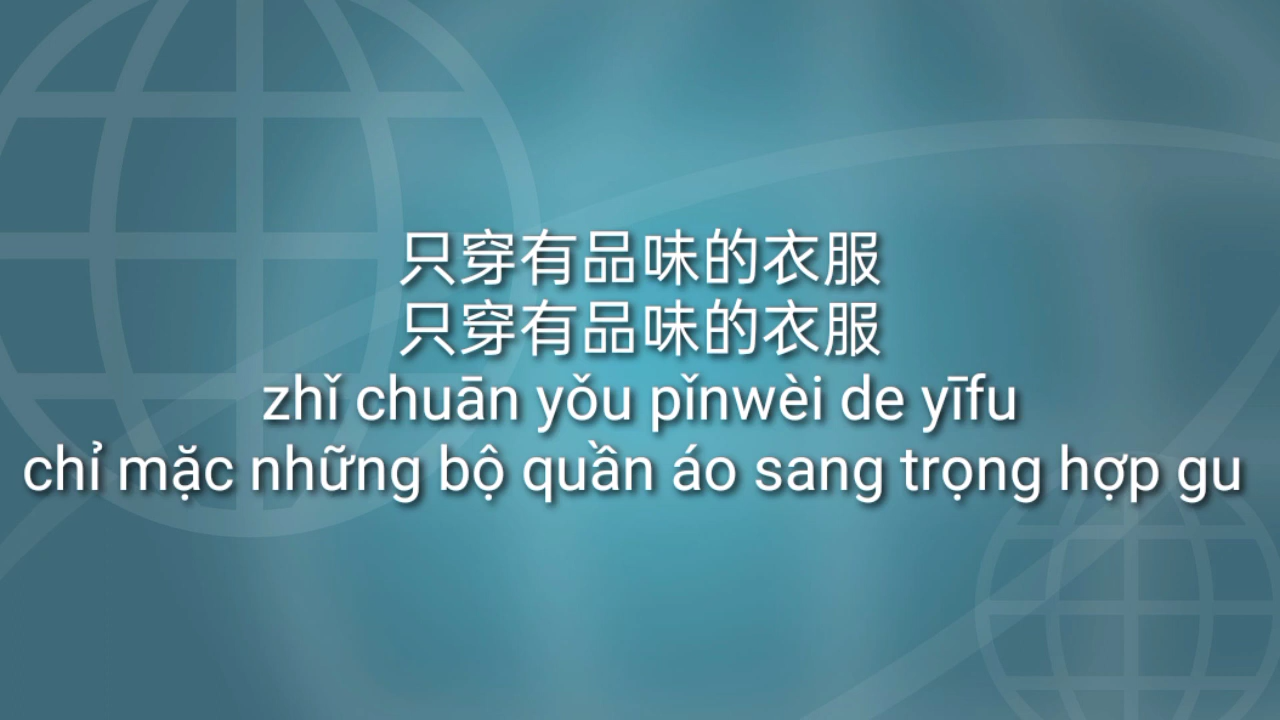 只穿有品味的衣服
只穿有品味的衣服
zhǐ chuān yǒu pǐnwèi de yīfu
chỉ mặc những bộ quần áo sang trọng hợp gu